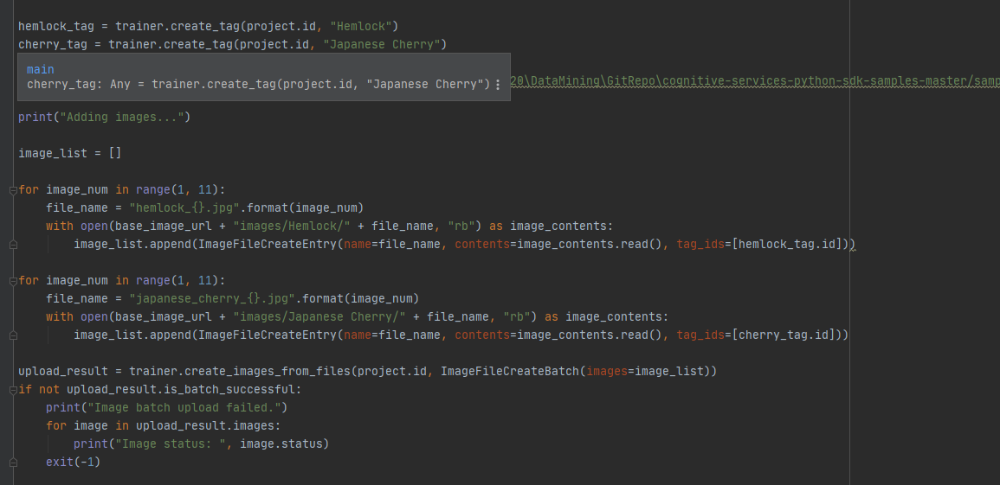 hemlock_tag = trainer.create_tag(project.id, "Hemlock")
cherry_tag = trainer.create_tag(project.id, "Japanese Cherry")
main
cherry_tag: Any = trainer.create_tag(project.id, "Japanese Cherry")
20\DataMining\GitRepo\cognitive-services-python-sdk-samples-master/samp
print("Adding images...")
image_list = []
for image_num in range(1, 11):
    file_name = "hemlock_{}.jpg".format(image_num)
    with open(base_image_url + "images/Hemlock/" + file_name, "rb") as image_contents:
        image_list.append(ImageFileCreateEntry(name=file_name, contents=image_contents.read(), tag_ids=[hemlock_tag.id]))
for image_num in range(1, 11):
    file_name = "japanese_cherry_{}.jpg".format(image_num)
    with open(base_image_url + "images/Japanese Cherry/" + file_name, "rb") as image_contents:
        image_list.append(ImageFileCreateEntry(name=file_name, contents=image_contents.read(), tag_ids=[cherry_tag.id]))
upload_result = trainer.create_images_from_files(project.id, ImageFileCreateBatch(images=image_list))
if not upload_result.is_batch_successful:
    print("Image batch upload failed.")
    for image in upload_result.images:
        print("Image status: ", image.status)
    exit(-1)